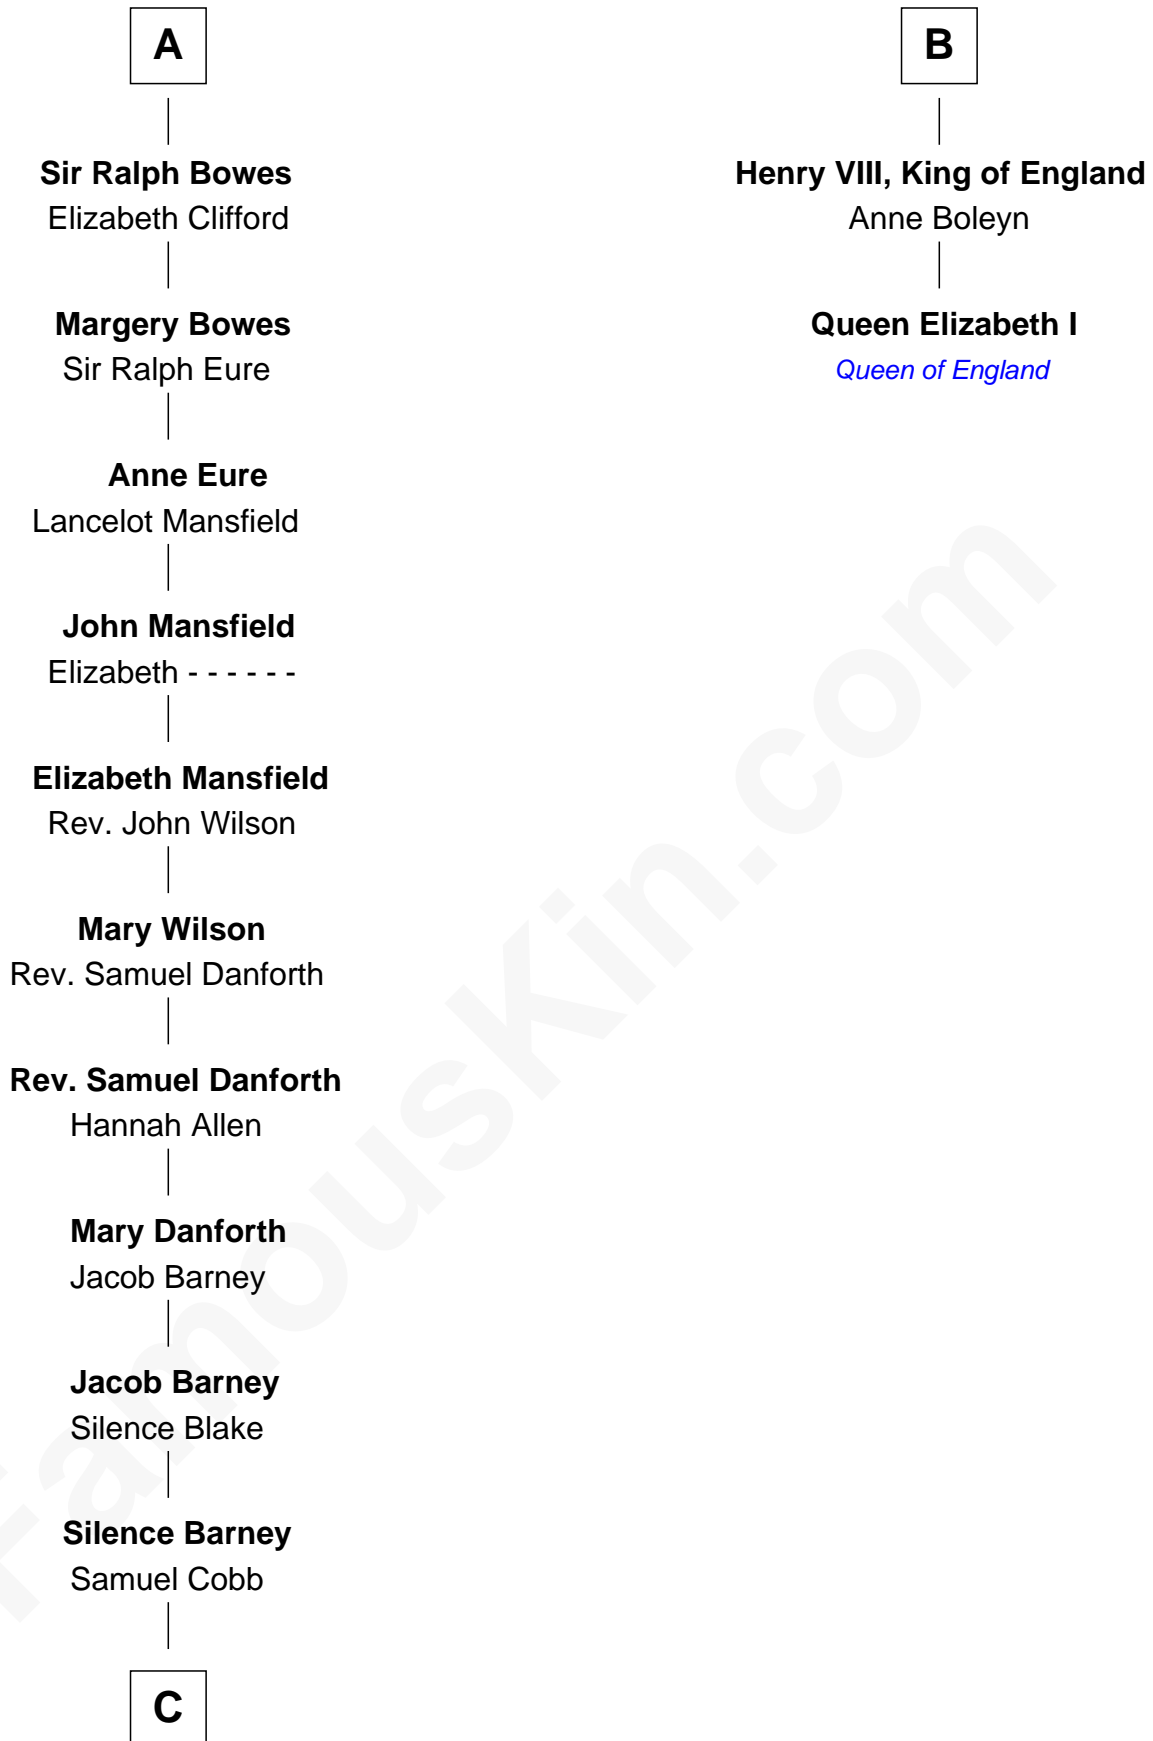 A
Sir Ralph Bowes
Elizabeth Clifford
Margery Bowes
Sir Ralph Eure
Anne Eure
Lancelot Mansfield
John Mansfield
Elizabeth - - - - - -
Elizabeth Mansfield
Rev. John Wilson
Mary Wilson
Rev. Samuel Danforth
Rev. Samuel Danforth
Hannah Allen
Mary Danforth
Jacob Barney
Jacob Barney
Silence Blake
Silence Barney
Samuel Cobb
C
B
Henry VIII, King of England
Anne Boleyn
Queen Elizabeth I
Queen of England
FamousKin.com